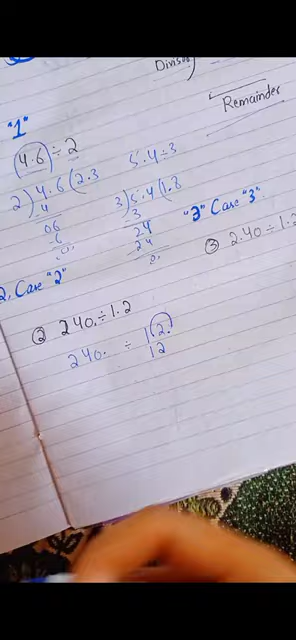 Divisor
Remainder
"1"
(4.6) ÷ 2
2) 4.6 (2.3
4
06
-6
0.
5.4÷3
3) 5.4 (1.8
3
24
24
0.
"3" Case "3"
③ 2.40 ÷ 1.2
2, Case "2"
② 240. ÷ 1.2
240. ÷ 12.
12